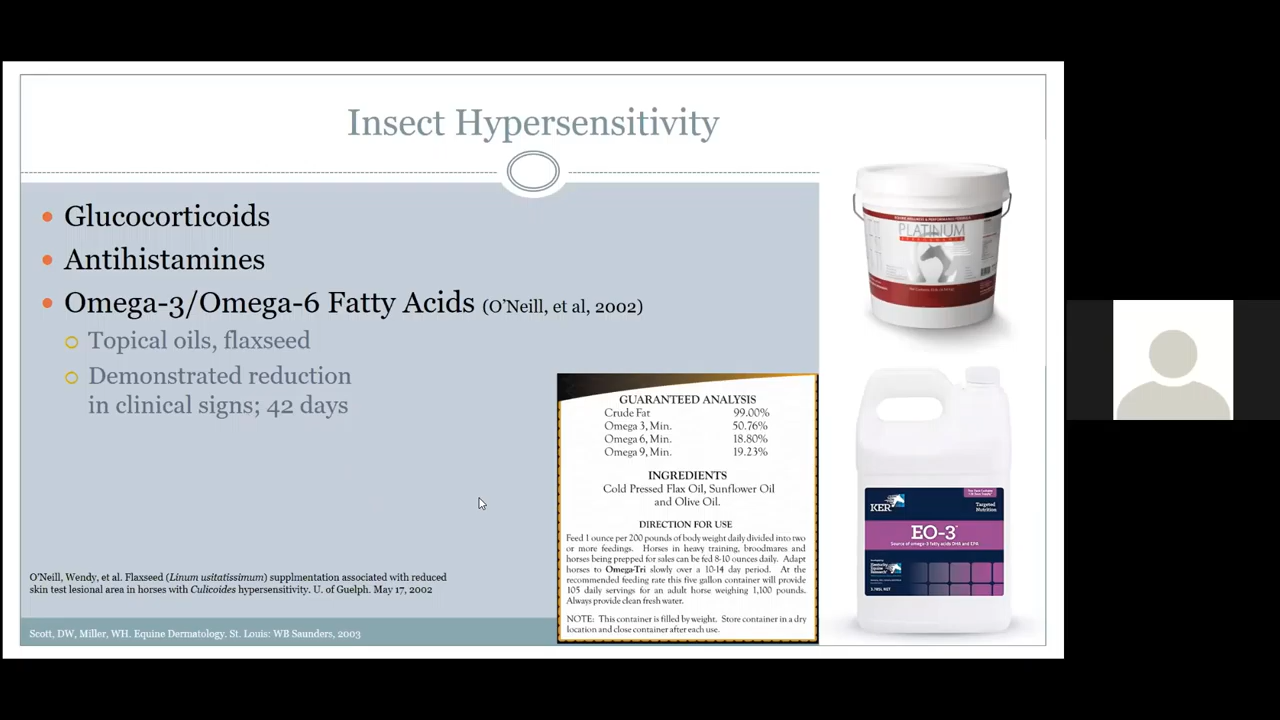 Insect Hypersensitivity
Glucocorticoids
Antihistamines
Omega-3/Omega-6 Fatty Acids (O'Neill, et al, 2002)
Topical oils, flaxseed
Demonstrated reduction
in clinical signs; 42 days
O'Neill, Wendy, et al. Flaxseed (Linum usitatissimum) supplmentation associated with reduced
skin test lesional area in horses with Culicoides hypersensitivity. U. of Guelph. May 17, 2002
Scott, DW, Miller, WH. Equine Dermatology. St. Louis: WB Saunders, 2003
GUARANTEED ANALYSIS
Crude Fat 99.00%
Omega 3, Min. 50.76%
Omega 6, Min. 18.80%
Omega 9, Min. 19.23%
INGREDIENTS
Cold Pressed Flax Oil, Sunflower Oil
and Olive Oil.
DIRECTION FOR USE
Feed 1 ounce per 200 pounds of body weight daily divided into two
or more feedings. Horses in heavy training, broodmares and
horses being prepped for sales can be fed 8-10 ounces daily. Adapt
horses to Omega-Tri slowly over a 10-14 day period. At the
recommended feeding rate this five gallon container will provide
105 daily servings for an adult horse weighing 1,100 pounds.
Always provide clean fresh water.
NOTE: This container is filled by weight. Store container in a dry
location and close container after each use.
PLATINUM
KER
Targeted
Nutrition
EO-3
Source of omega-3 fatty acids DHA and EPA